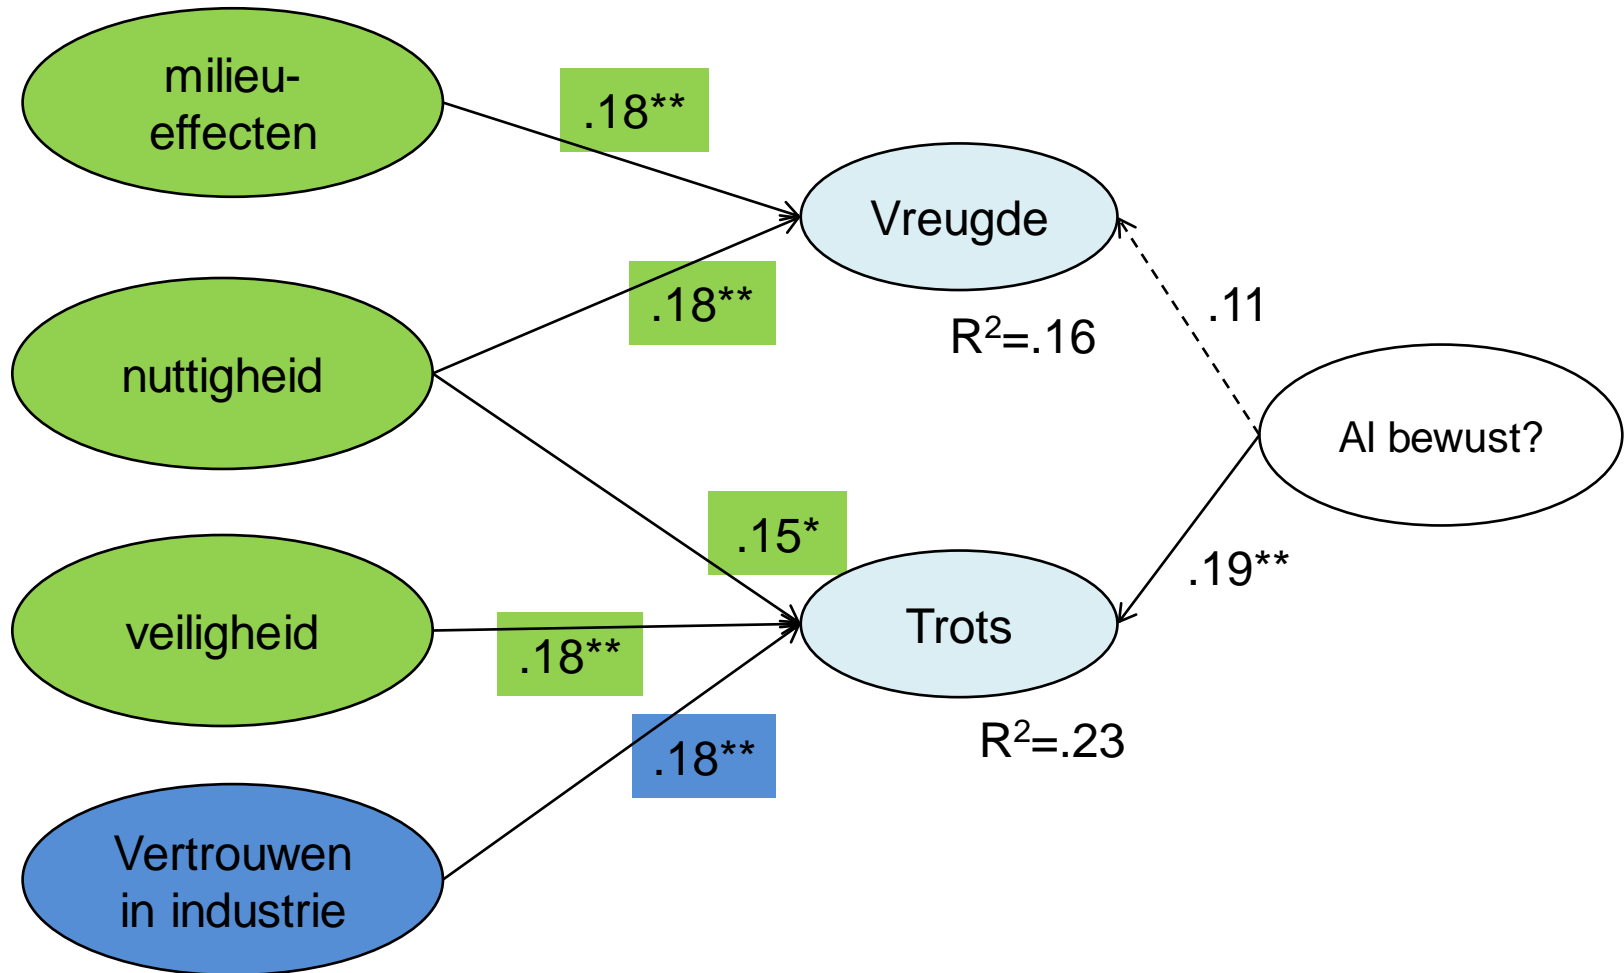 milieu-
effecten
.18**
Vreugde
.18**
R²=.16
.11
nuttigheid
Al bewust?
.15*
.19**
veiligheid
.18**
Trots
.18**
R²=.23
Vertrouwen
in industrie